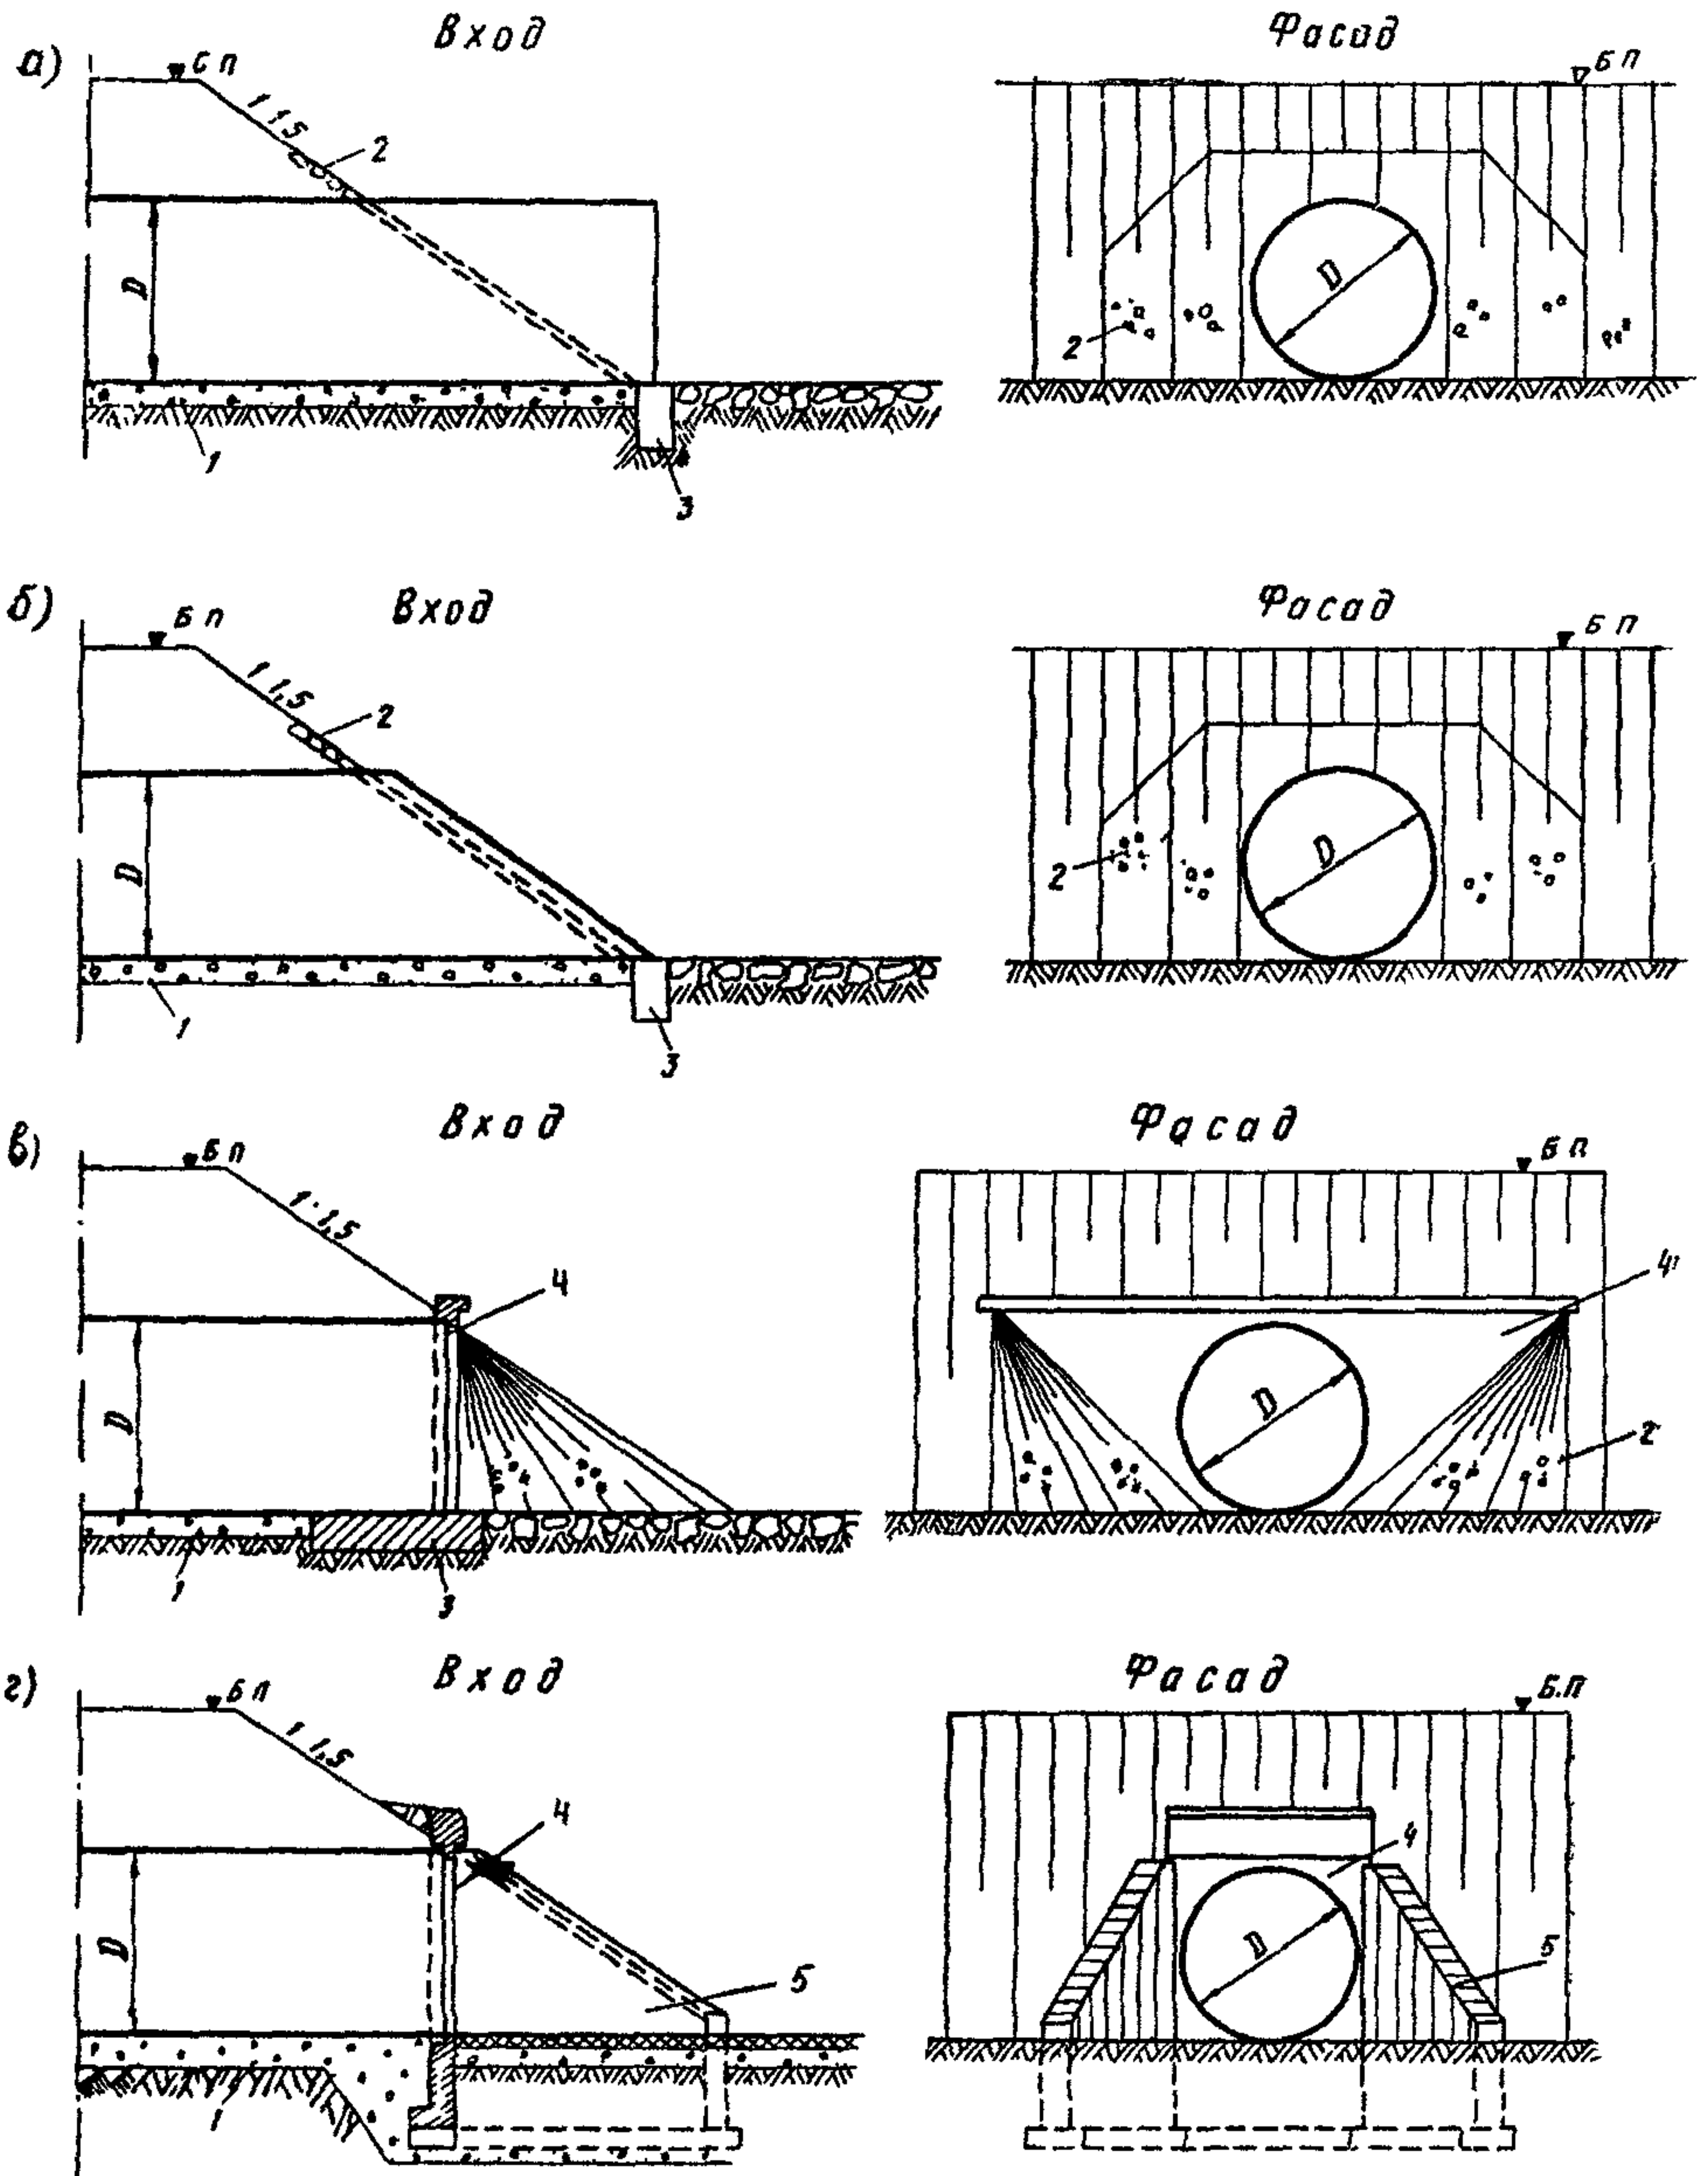 Вход
Фасад
а)
С П
Б П
1 1,5
2
D
D
2
1
3
б)
Вход
Фасад
Б П
Б П
1 1,5
2
D
D
2
1
3
в)
Вход
Фасад
Б П
Б П
1 · 1,5
4
4
D
D
2
1
3
г)
Вход
Фасад
Б П
Б.П
1 1,5
4
4
D
D
5
5
1